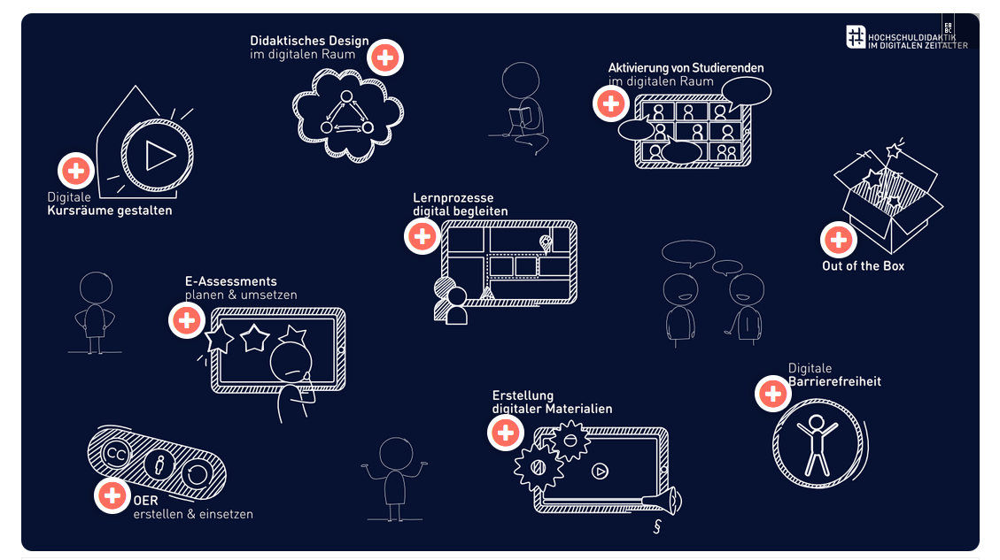 Didaktisches Design
im digitalen Raum
HOCHSCHULDIDAKTIK
IM DIGITALEN ZEITALTER
Aktivierung von Studierenden
im digitalen Raum
Digitale
Kursräume gestalten
Lernprozesse
digital begleiten
Out of the Box
E-Assessments
planen & umsetzen
Digitale
Barrierefreiheit
Erstellung
digitaler Materialien
CC
OER
erstellen & einsetzen
§